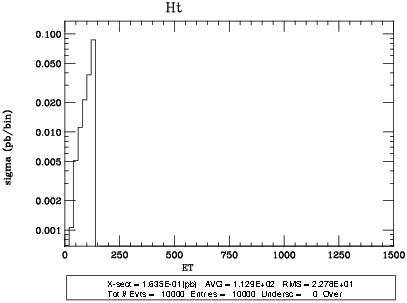 Ht
0.100
0.050
0.020
0.010
0.005
0.002
0.001
sigma (pb/bin)
0 250 500 750 1000 1250 1500
ET
X-sect = 1.635E-01(pb) AVG = 1.129E+02 RMS = 2.278E+01
Tot # Evts = 10000 Entries = 10000 Undersc = 0 Over